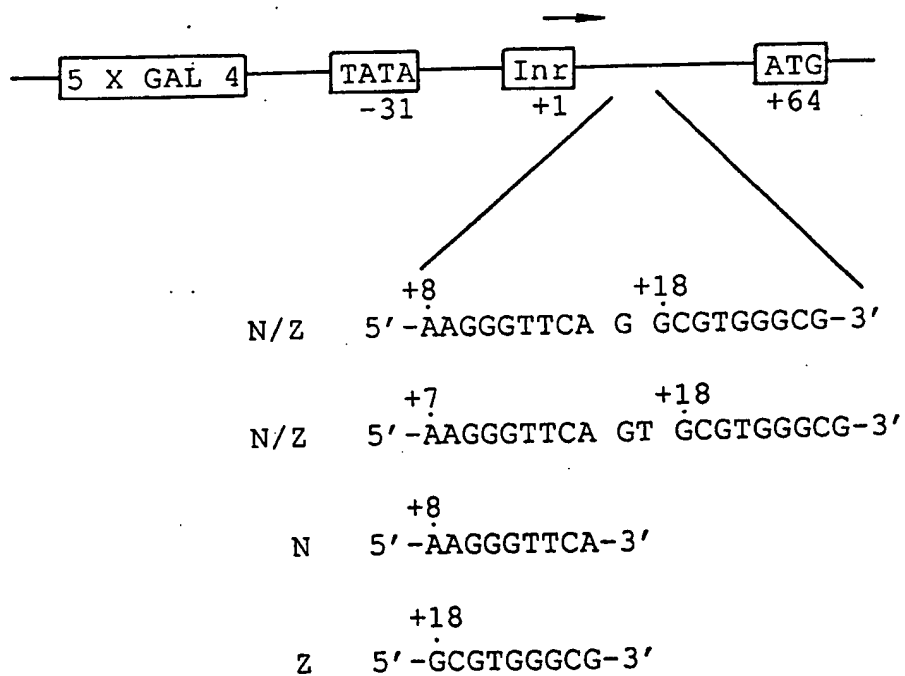 5 X GAL 4 TATA Inr ATG
-31 +1 +64
+8 +18
N/Z 5'-AAGGGTTCA G GCGTGGGCG-3'
+7 +18
N/Z 5'-AAGGGTTCA GT GCGTGGGCG-3'
+8
N 5'-AAGGGTTCA-3'
+18
Z 5'-GCGTGGGCG-3'